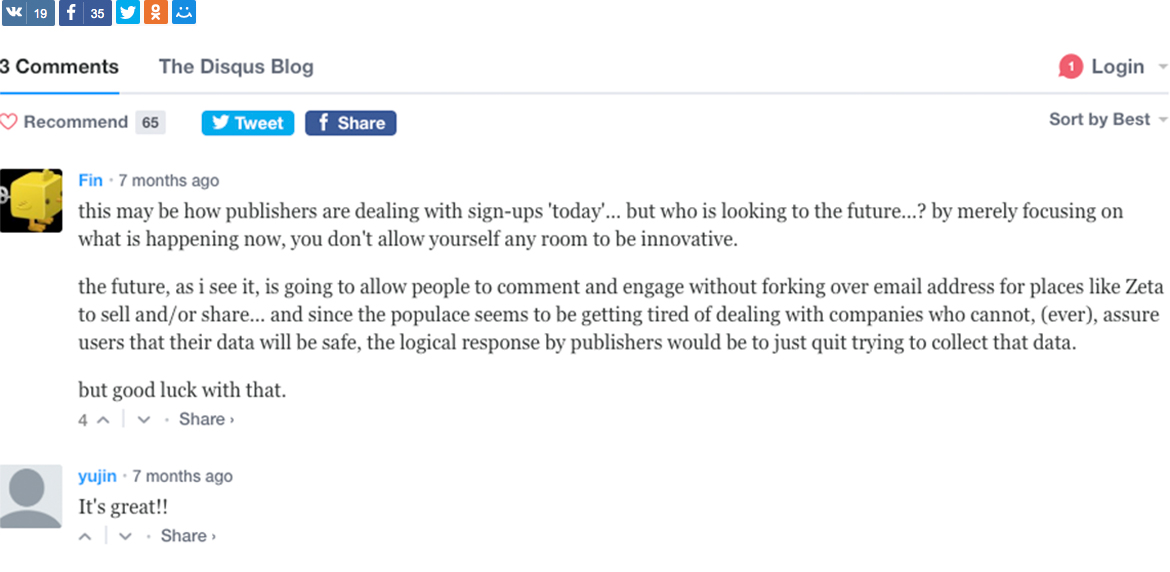 19 35
3 Comments The Disqus Blog 1 Login
Recommend 65 Tweet Share Sort by Best
Fin · 7 months ago
this may be how publishers are dealing with sign-ups 'today'... but who is looking to the future...? by merely focusing on
what is happening now, you don't allow yourself any room to be innovative.
the future, as i see it, is going to allow people to comment and engage without forking over email address for places like Zeta
to sell and/or share... and since the populace seems to be getting tired of dealing with companies who cannot, (ever), assure
users that their data will be safe, the logical response by publishers would be to just quit trying to collect that data.
but good luck with that.
4 · Share ›
yujin · 7 months ago
It's great!!
· Share ›